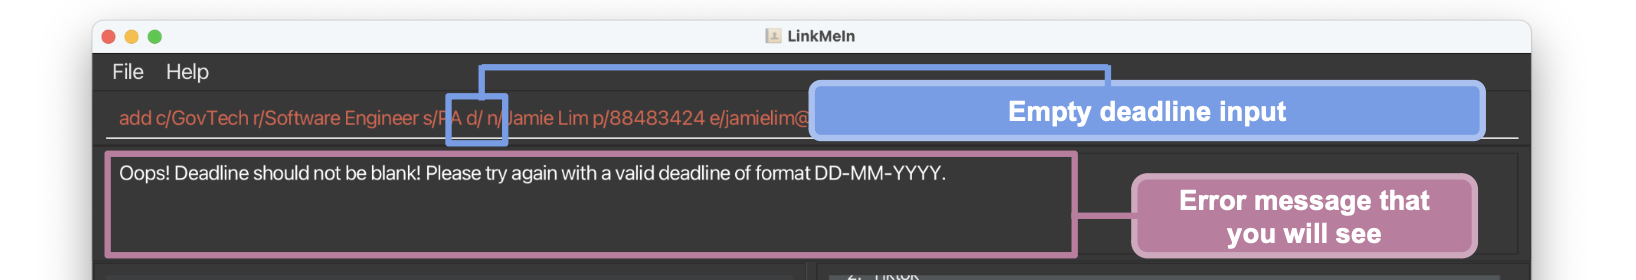 LinkMeIn
File Help
add c/GovTech r/Software Engineer s/PA d/ n/Jamie Lim p/88483424 e/jamielim@
Empty deadline input
Oops! Deadline should not be blank! Please try again with a valid deadline of format DD-MM-YYYY.
Error message that
you will see